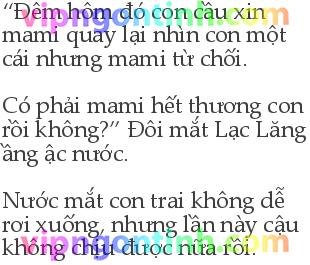 “Đêm hôm đó con cầu xin
mami quay lại nhìn con một
cái nhưng mami từ chối.
Có phải mami hết thương con
rồi không?” Đôi mắt Lạc Lăng
ầng ậc nước.
Nước mắt con trai không dễ
rơi xuống, nhưng lần này cậu
không chịu được nữa rồi.
vipngontinh.com
vipngontinh.com
vipngontinh.com